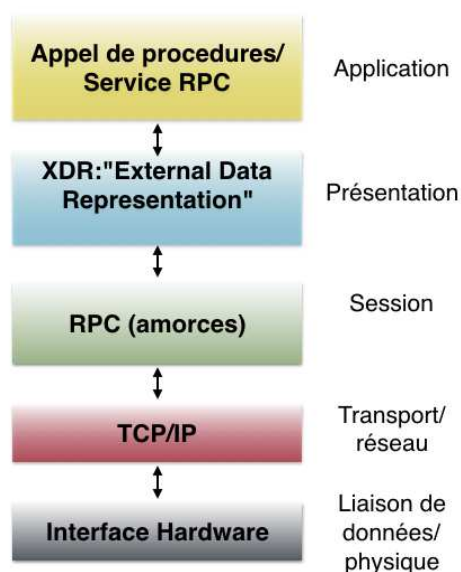 Appel de procedures/
Service RPC
Application
XDR:"External Data
Representation"
Présentation
RPC (amorces)
Session
TCP/IP
Transport/
réseau
Interface Hardware
Liaison de
données/
physique